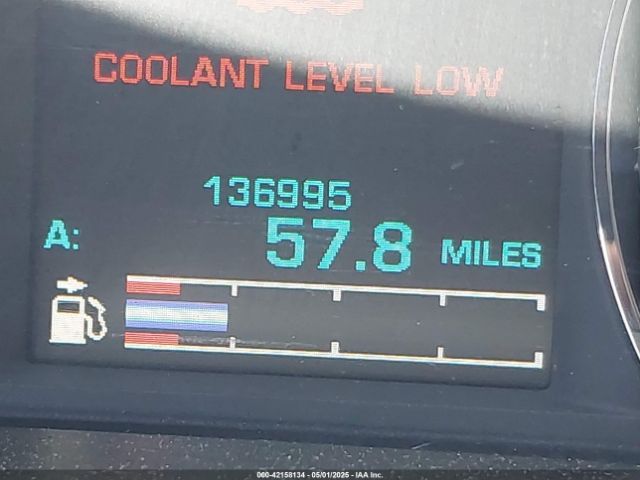 COOLANT LEVEL LOW
136995
A: 57.8 MILES
060-42158134 - 05/01/2025 - IAA Inc.